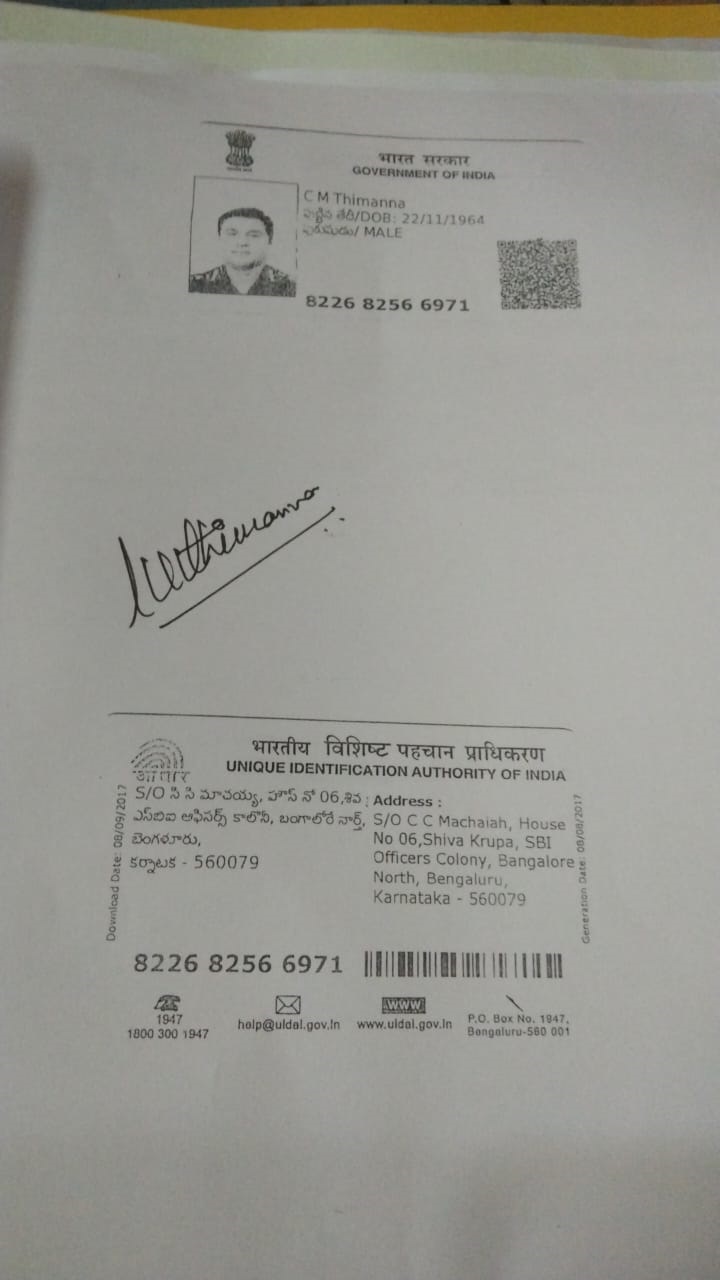 भारत सरकार
GOVERNMENT OF INDIA
C M Thimanna
పుట్టిన తేదీ/DOB: 22/11/1964
పురుషుడు/ MALE
8226 8256 6971
भारतीय विशिष्ट पहचान प्राधिकरण
UNIQUE IDENTIFICATION AUTHORITY OF INDIA
S/O సి సి మాచయ్య, హౌస్ నో 06,శివ
ఎస్‌బిఐ ఆఫీసర్స్ కాలొనీ, బంగాలోరే నార్త్,
బెంగళూరు,
కర్నాటక - 560079
Address :
S/O C C Machaiah, House
No 06,Shiva Krupa, SBI
Officers Colony, Bangalore
North, Bengaluru,
Karnataka - 560079
Download Date: 08/09/2017
Generation Date: 08/08/2017
8226 8256 6971
1947
1800 300 1947
help@uidai.gov.in
WWW
www.uidai.gov.in
P.O. Box No. 1947,
Bengaluru-560 001